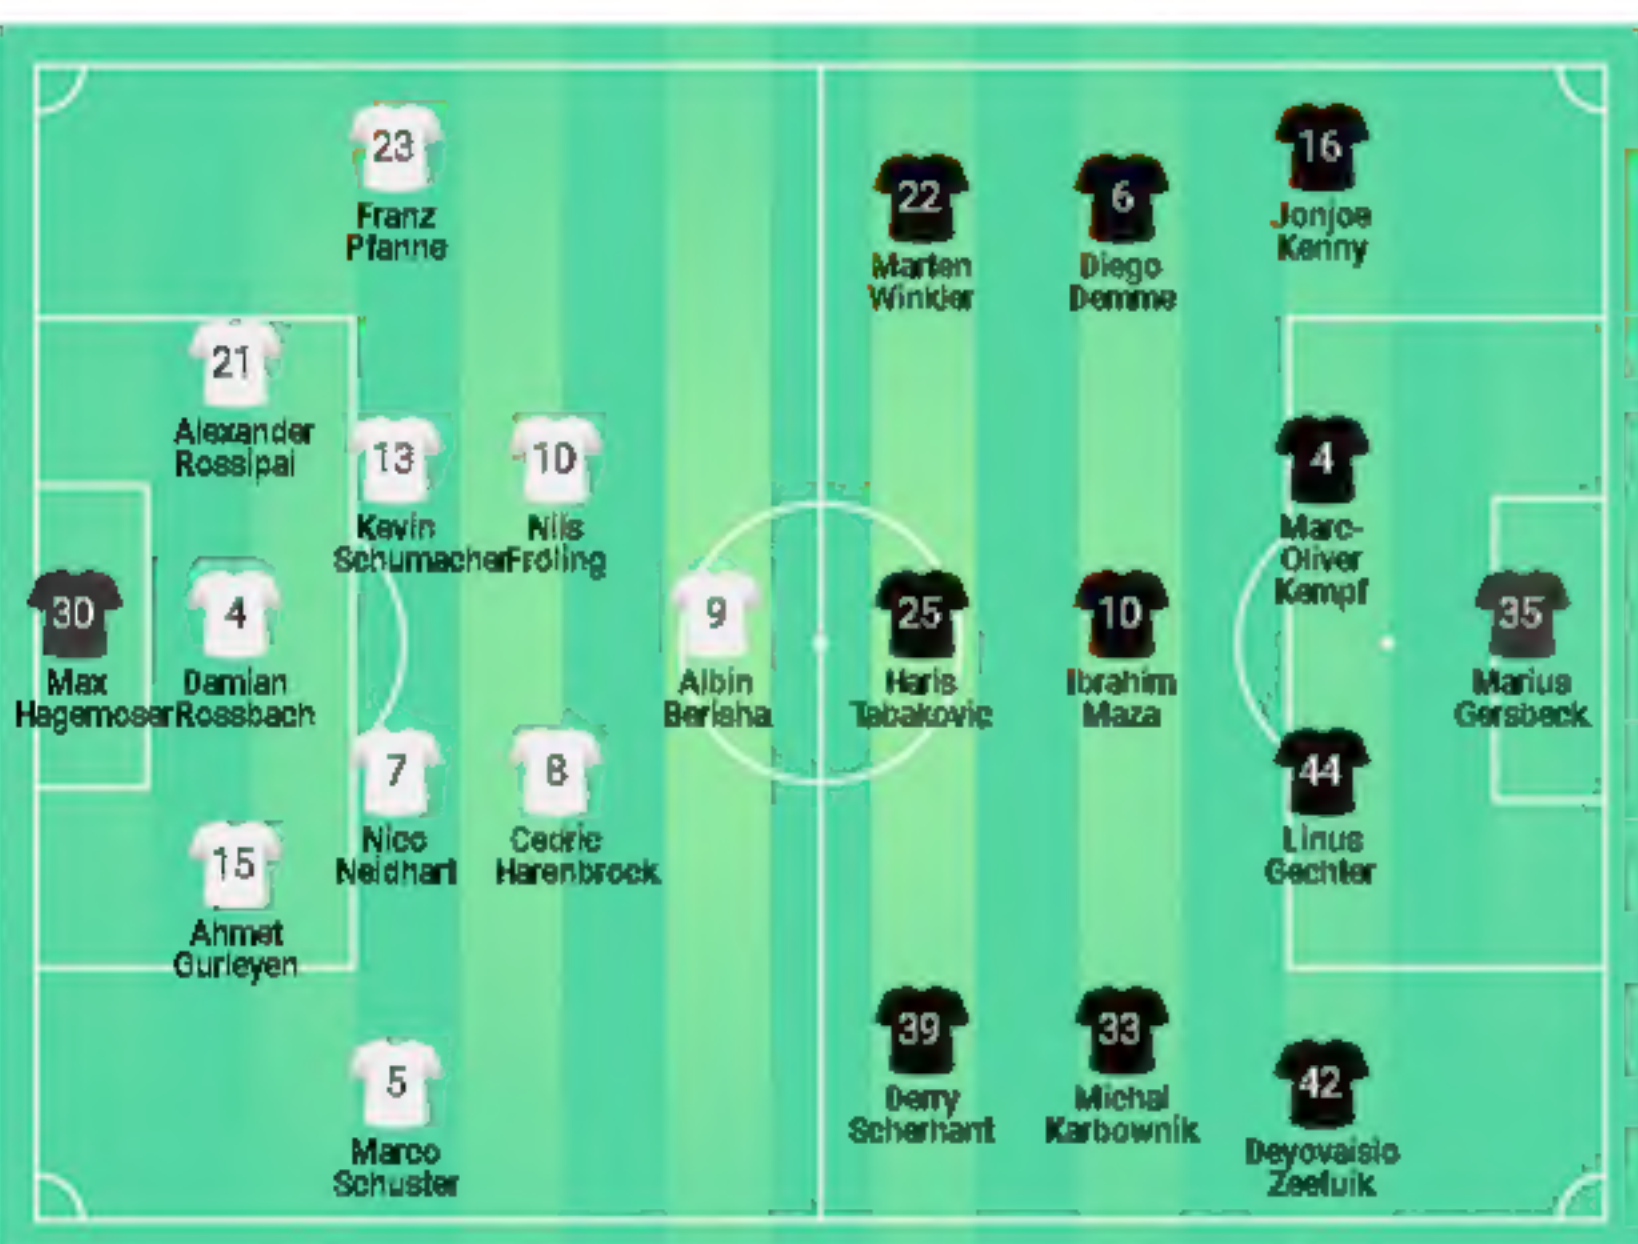 23
Franz
Pfanne
21
Alexander
Rossipal
30
Max
Hagemoser
4
Damian
Rossbach
15
Ahmet
Gurleyen
13
Kevin
Schumacher
7
Nico
Neidhart
5
Marco
Schuster
10
Nils
Fröling
8
Cedric
Harenbrock
9
Albin
Berisha
22
Marten
Winkler
25
Haris
Tabakovic
39
Derry
Scherhant
6
Diego
Demme
10
Ibrahim
Maza
33
Michal
Karbownik
16
Jonjoe
Kenny
4
Marc-
Oliver
Kempf
44
Linus
Gechter
42
Deyovaisio
Zeefuik
35
Marius
Gersbeck